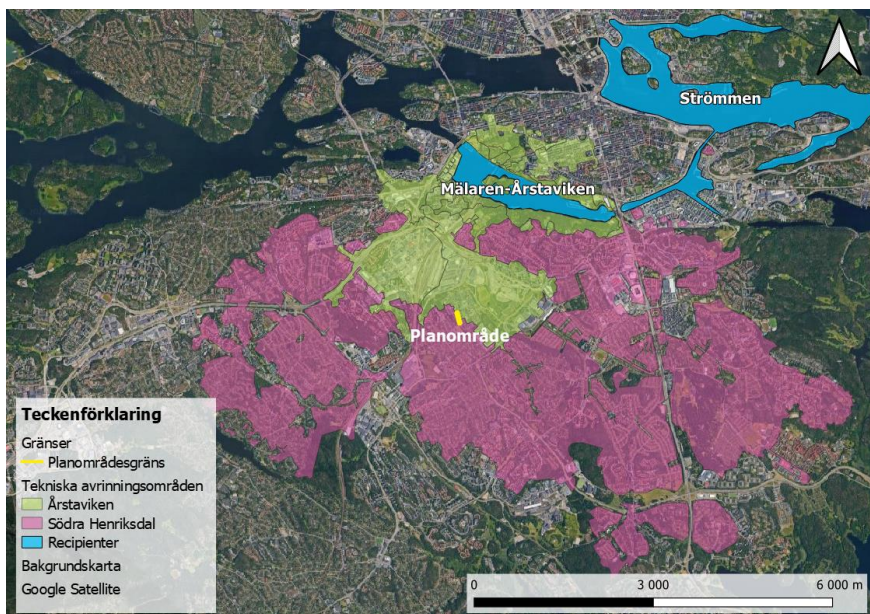 Strömmen
Mälaren-Årstaviken
Planområde
Teckenförklaring
Gränser
Planområdesgräns
Tekniska avrinningsområden
Årstaviken
Södra Henriksdal
Recipienter
Bakgrundskarta
Google Satellite
0 3 000 6 000 m